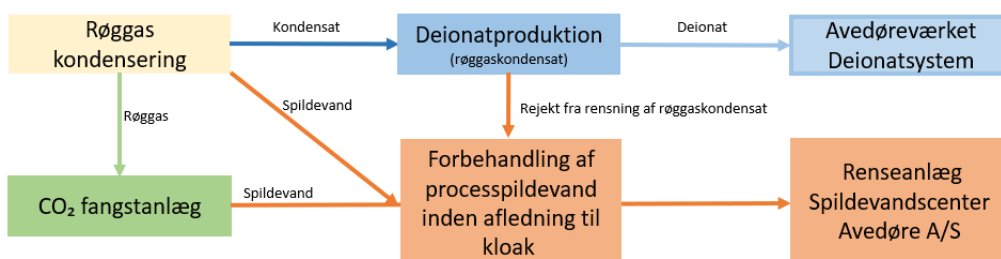 Røggas
kondensering
Kondensat
Deionatproduktion
(røggaskondensat)
Deionat
Avedøreværket
Deionatsystem
Røggas
Spildevand
Rejekt fra rensning af røggaskondensat
CO₂ fangstanlæg
Spildevand
Forbehandling af
processpildevand
inden afledning til
kloak
Renseanlæg
Spildevandscenter
Avedøre A/S